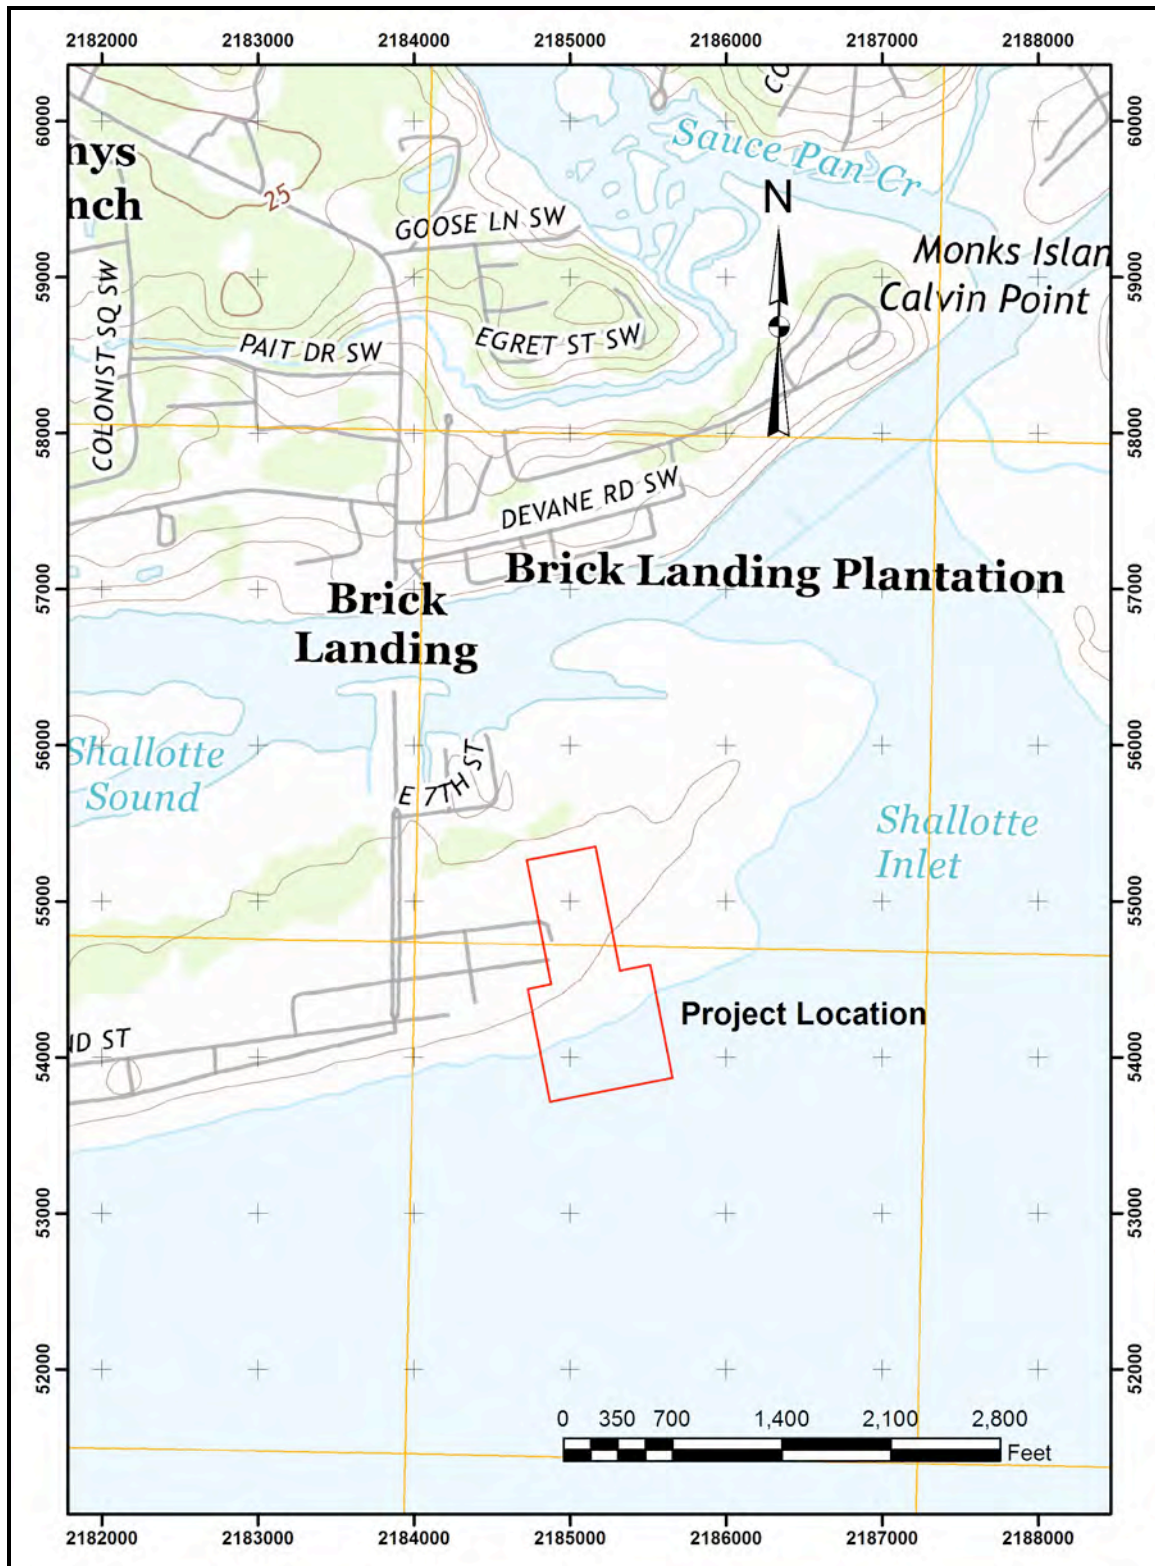 2182000 2183000 2184000 2185000 2186000 2187000 2188000
60000
60000
CO
Sauce Pan Cr
nys
nch
25
N
GOOSE LN SW
Monks Islan
Calvin Point
59000
59000
COLONIST SQ SW
PAIT DR SW
EGRET ST SW
58000
58000
DEVANE RD SW
Brick Landing Plantation
57000
57000
Brick
Landing
56000
56000
Shallotte
Sound
E 7TH ST
Shallotte
Inlet
55000
55000
Project Location
ND ST
54000
54000
53000
53000
52000
52000
0 350 700 1,400 2,100 2,800
Feet
2182000 2183000 2184000 2185000 2186000 2187000 2188000